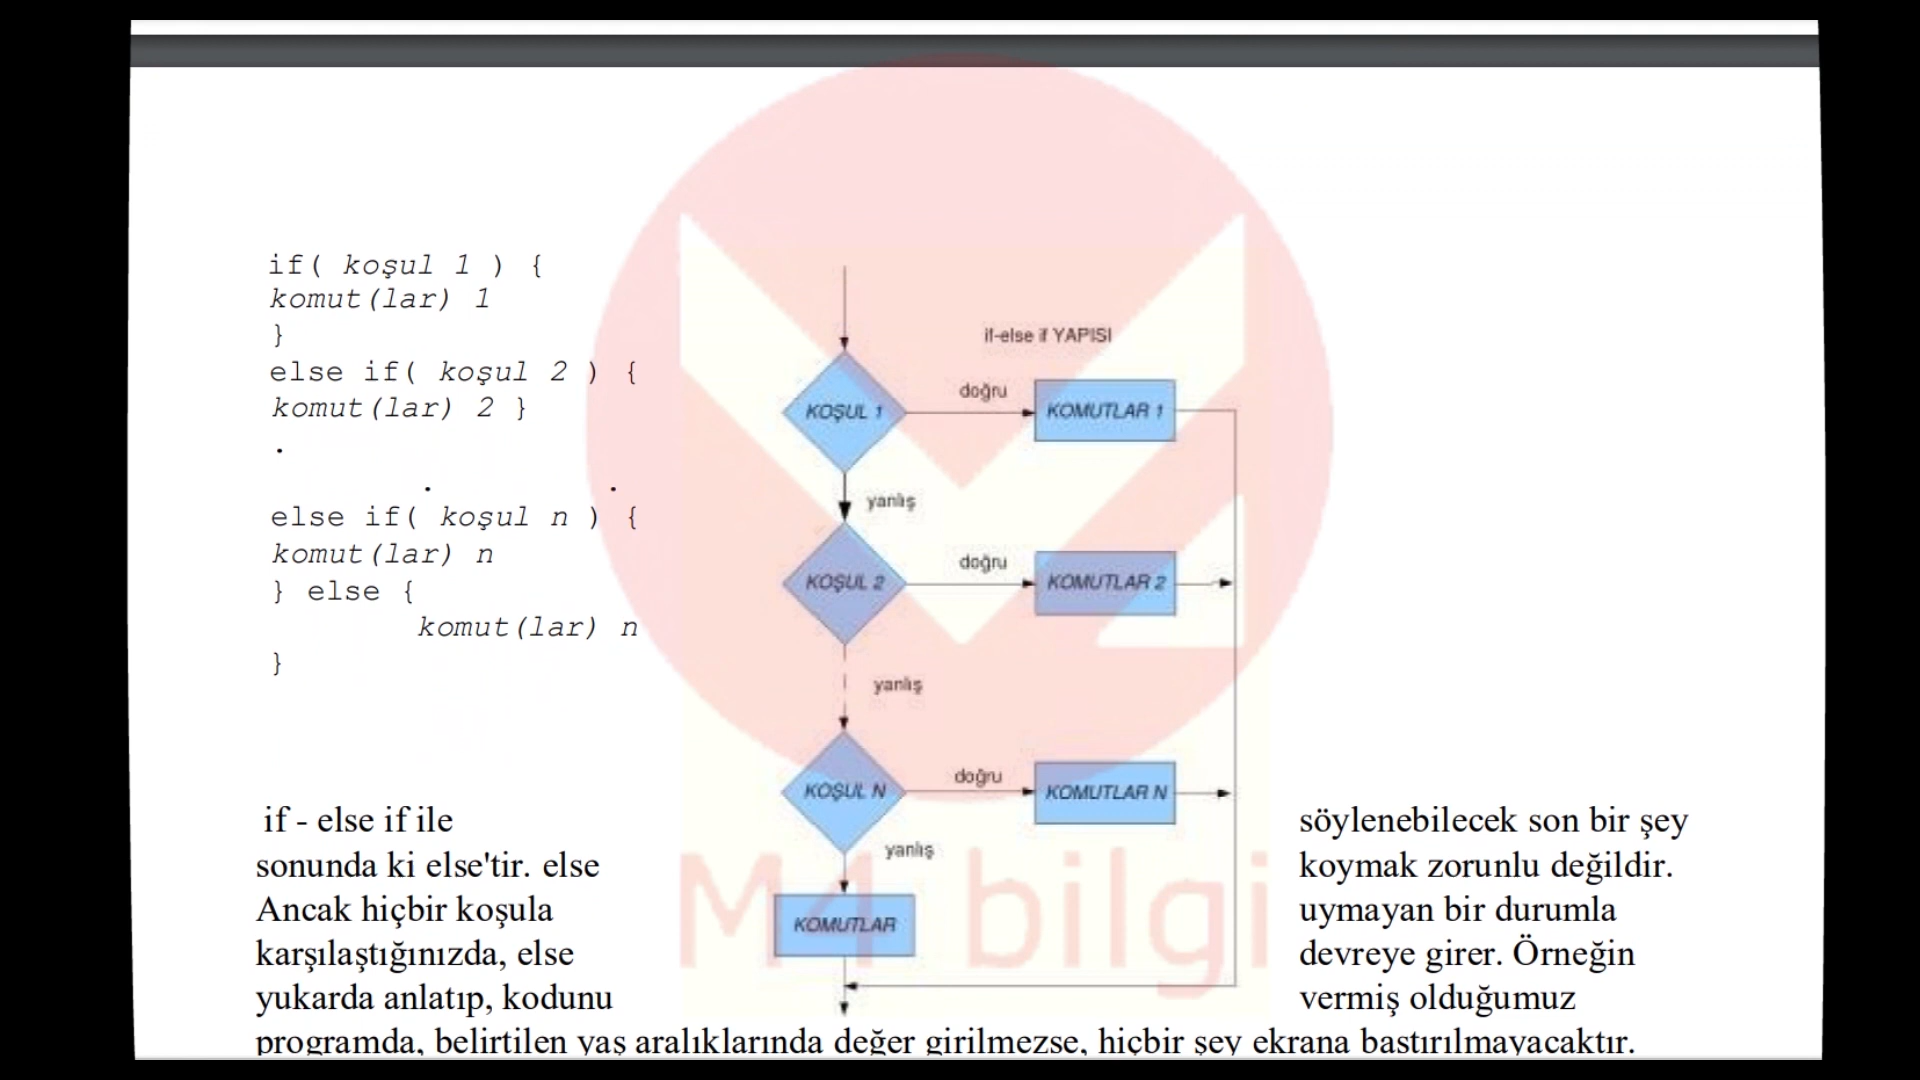 if( koşul 1 ) {
komut(lar) 1
}
else if( koşul 2 ) {
komut(lar) 2 }
.
. .
else if( koşul n ) {
komut(lar) n
} else {
komut(lar) n
}
if-else if YAPISI
KOŞUL 1
doğru
KOMUTLAR 1
yanlış
KOŞUL 2
doğru
KOMUTLAR 2
yanlış
KOŞUL N
doğru
KOMUTLAR N
yanlış
KOMUTLAR
M4 bilgi
if - else if ile söylenebilecek son bir şey
sonunda ki else'tir. else koymak zorunlu değildir.
Ancak hiçbir koşula uymayan bir durumla
karşılaştığınızda, else devreye girer. Örneğin
yukarda anlatıp, kodunu vermiş olduğumuz
programda, belirtilen yaş aralıklarında değer girilmezse, hiçbir şey ekrana bastırılmayacaktır.